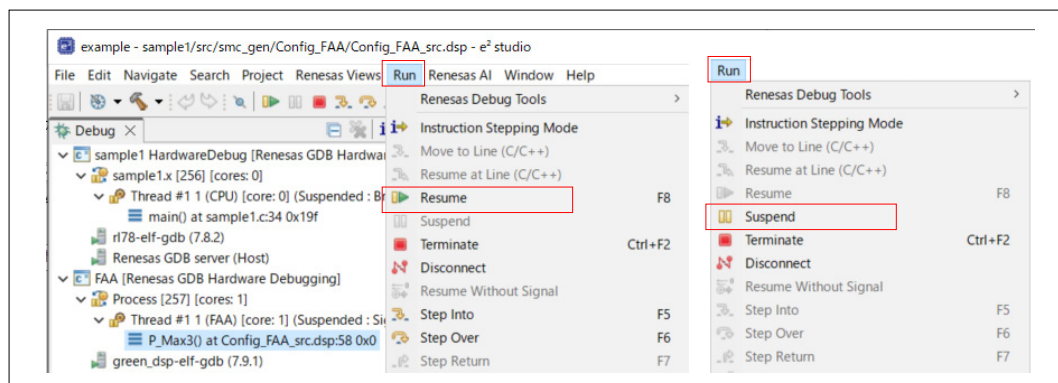 example - sample1/src/smc_gen/Config_FAA/Config_FAA_src.dsp - e² studio
File Edit Navigate Search Project Renesas Views Run Renesas AI Window Help
Debug
sample1 HardwareDebug [Renesas GDB Hardwa
sample1.x [256] [cores: 0]
Thread #1 1 (CPU) [core: 0] (Suspended : Br
main() at sample1.c:34 0x19f
rl78-elf-gdb (7.8.2)
Renesas GDB server (Host)
FAA [Renesas GDB Hardware Debugging]
Process [257] [cores: 1]
Thread #1 1 (FAA) [core: 1] (Suspended : Si
P_Max3() at Config_FAA_src.dsp:58 0x0
green_dsp-elf-gdb (7.9.1)
Renesas Debug Tools
Instruction Stepping Mode
Move to Line (C/C++)
Resume at Line (C/C++)
Resume F8
Suspend
Terminate Ctrl+F2
Disconnect
Resume Without Signal
Step Into F5
Step Over F6
Step Return F7
Run
Renesas Debug Tools
Instruction Stepping Mode
Move to Line (C/C++)
Resume at Line (C/C++)
Resume F8
Suspend
Terminate Ctrl+F2
Disconnect
Resume Without Signal
Step Into F5
Step Over F6
Step Return F7